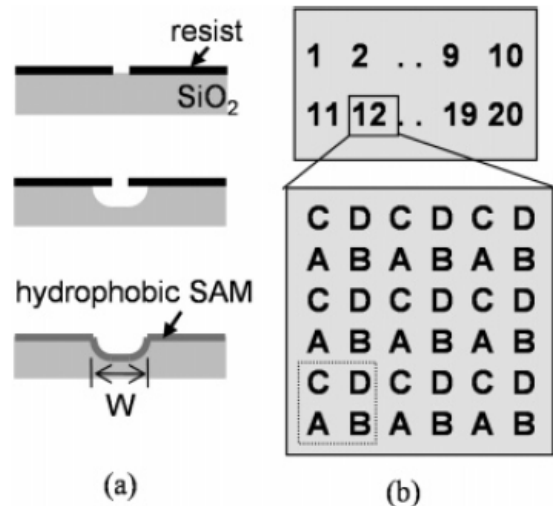 resist
SiO₂
hydrophobic SAM
W
(a)
1 2 . . 9 10
11 12 . . 19 20
C D C D C D
A B A B A B
C D C D C D
A B A B A B
C D C D C D
A B A B A B
(b)